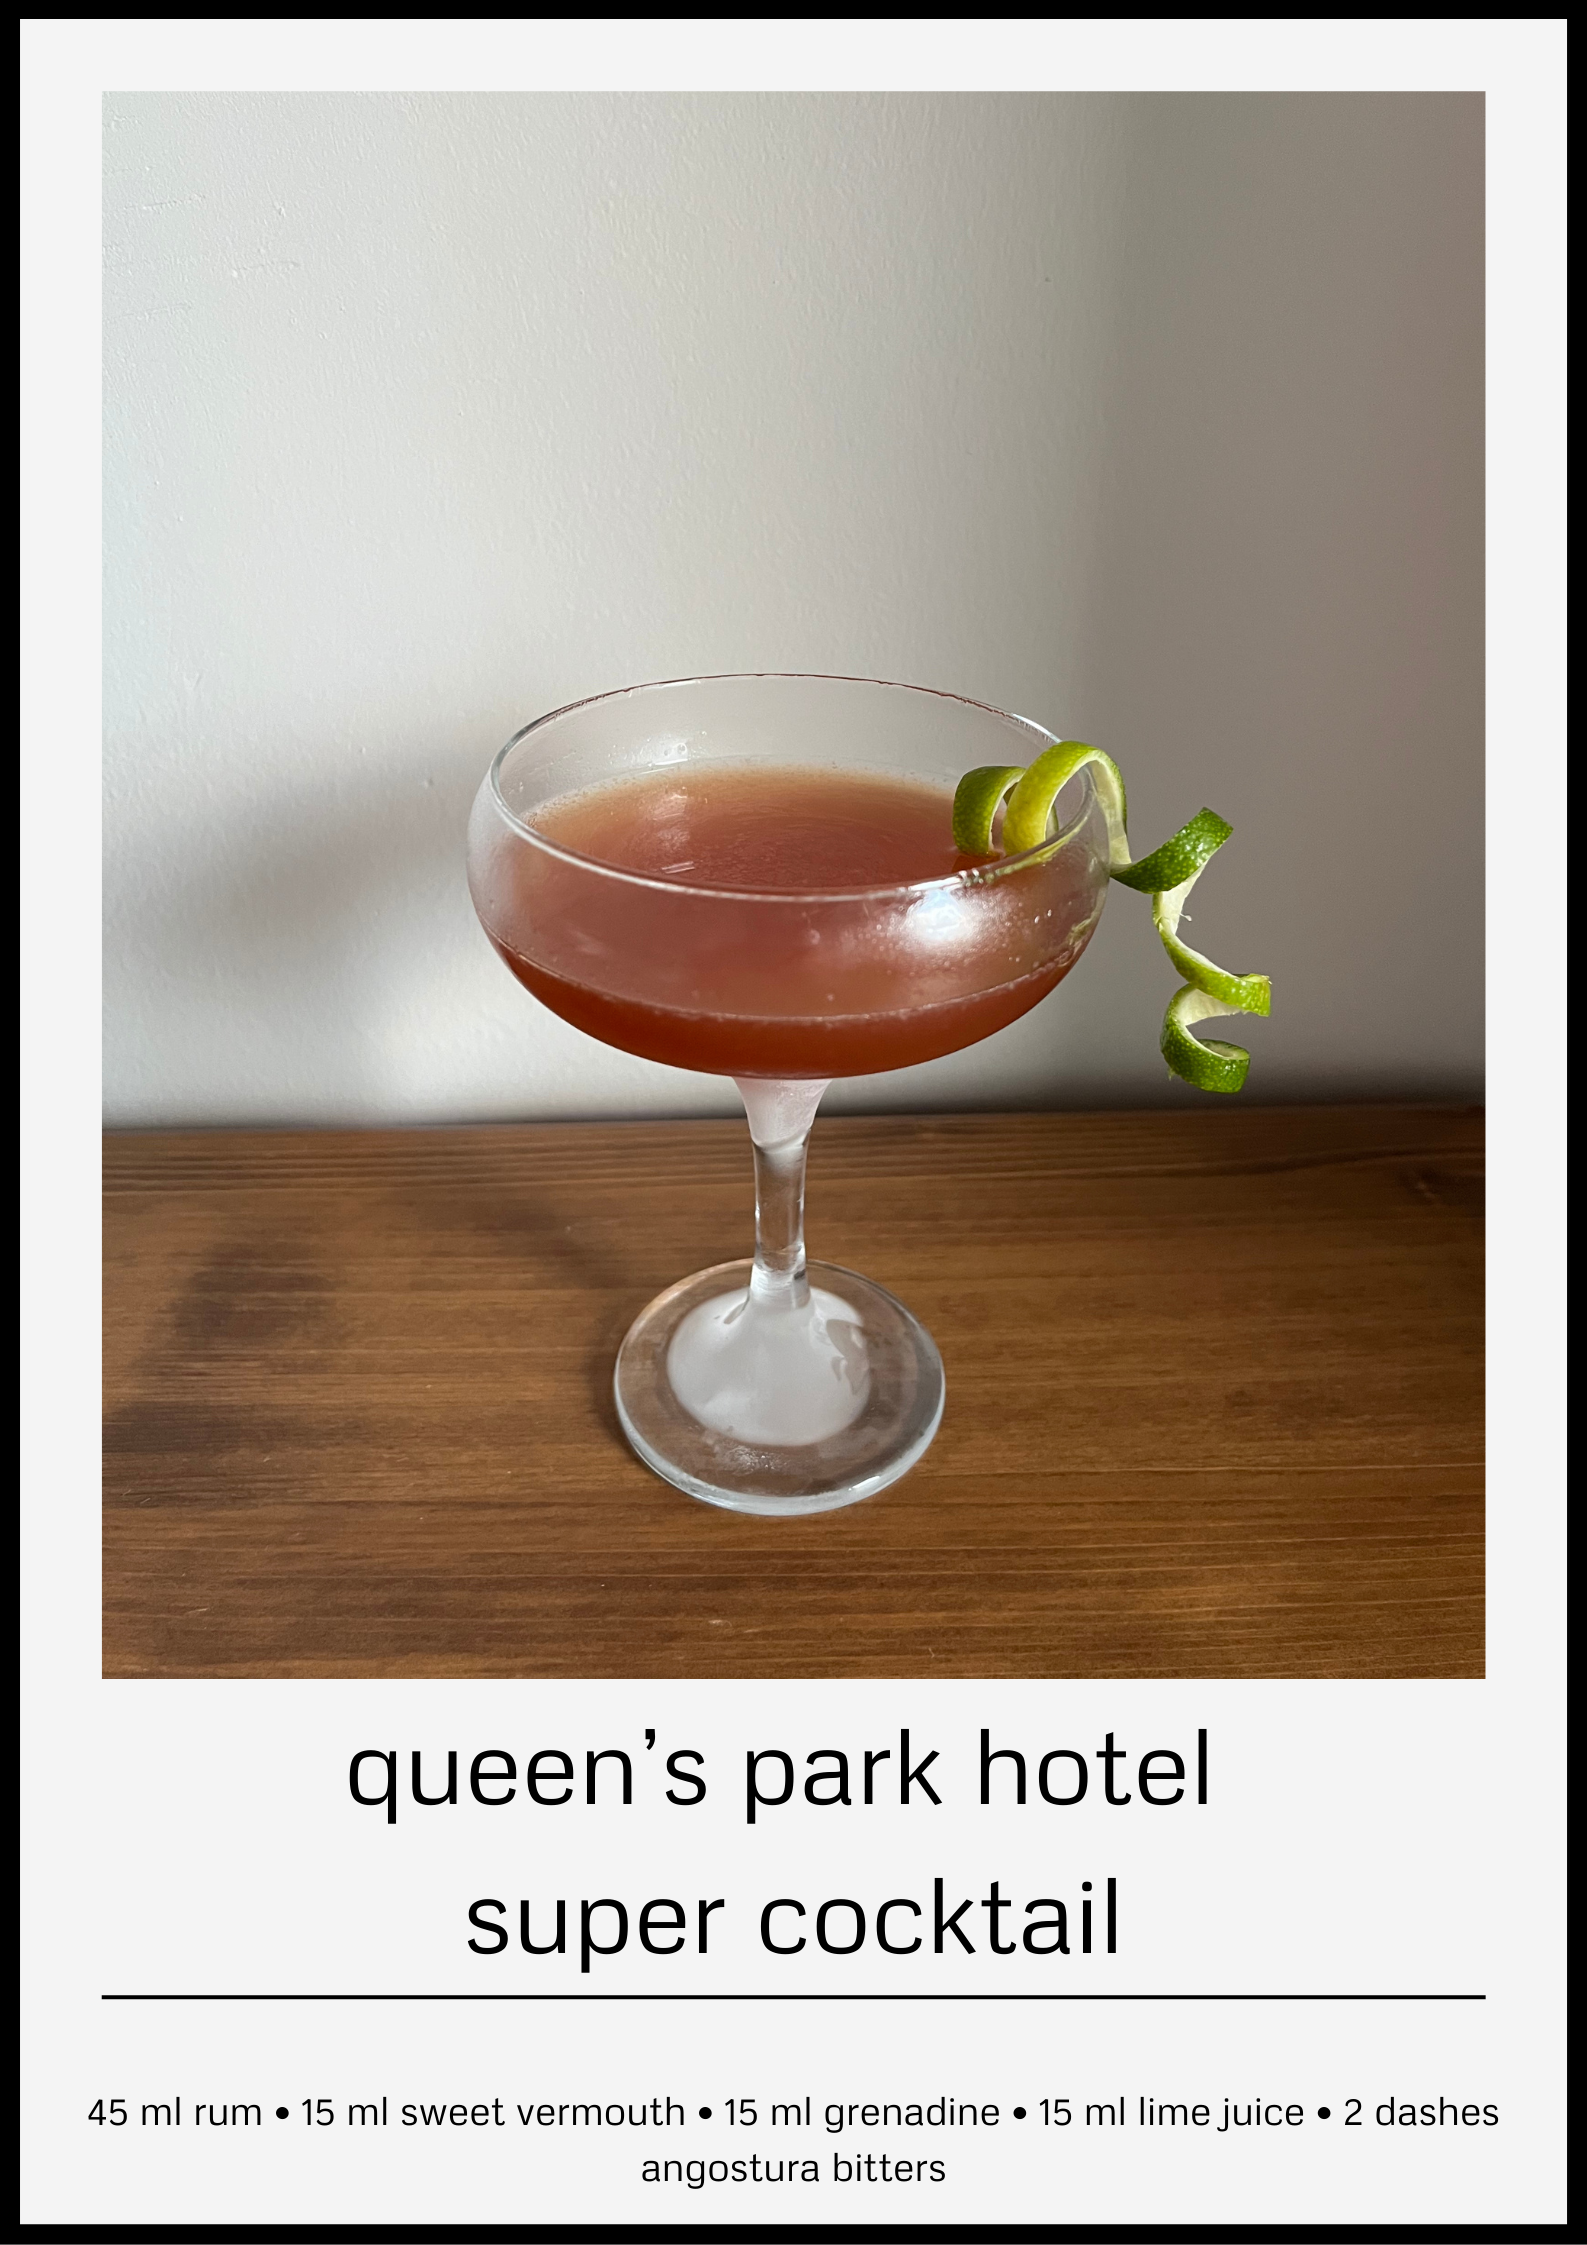 queen’s park hotel
super cocktail
45 ml rum • 15 ml sweet vermouth • 15 ml grenadine • 15 ml lime juice • 2 dashes
angostura bitters